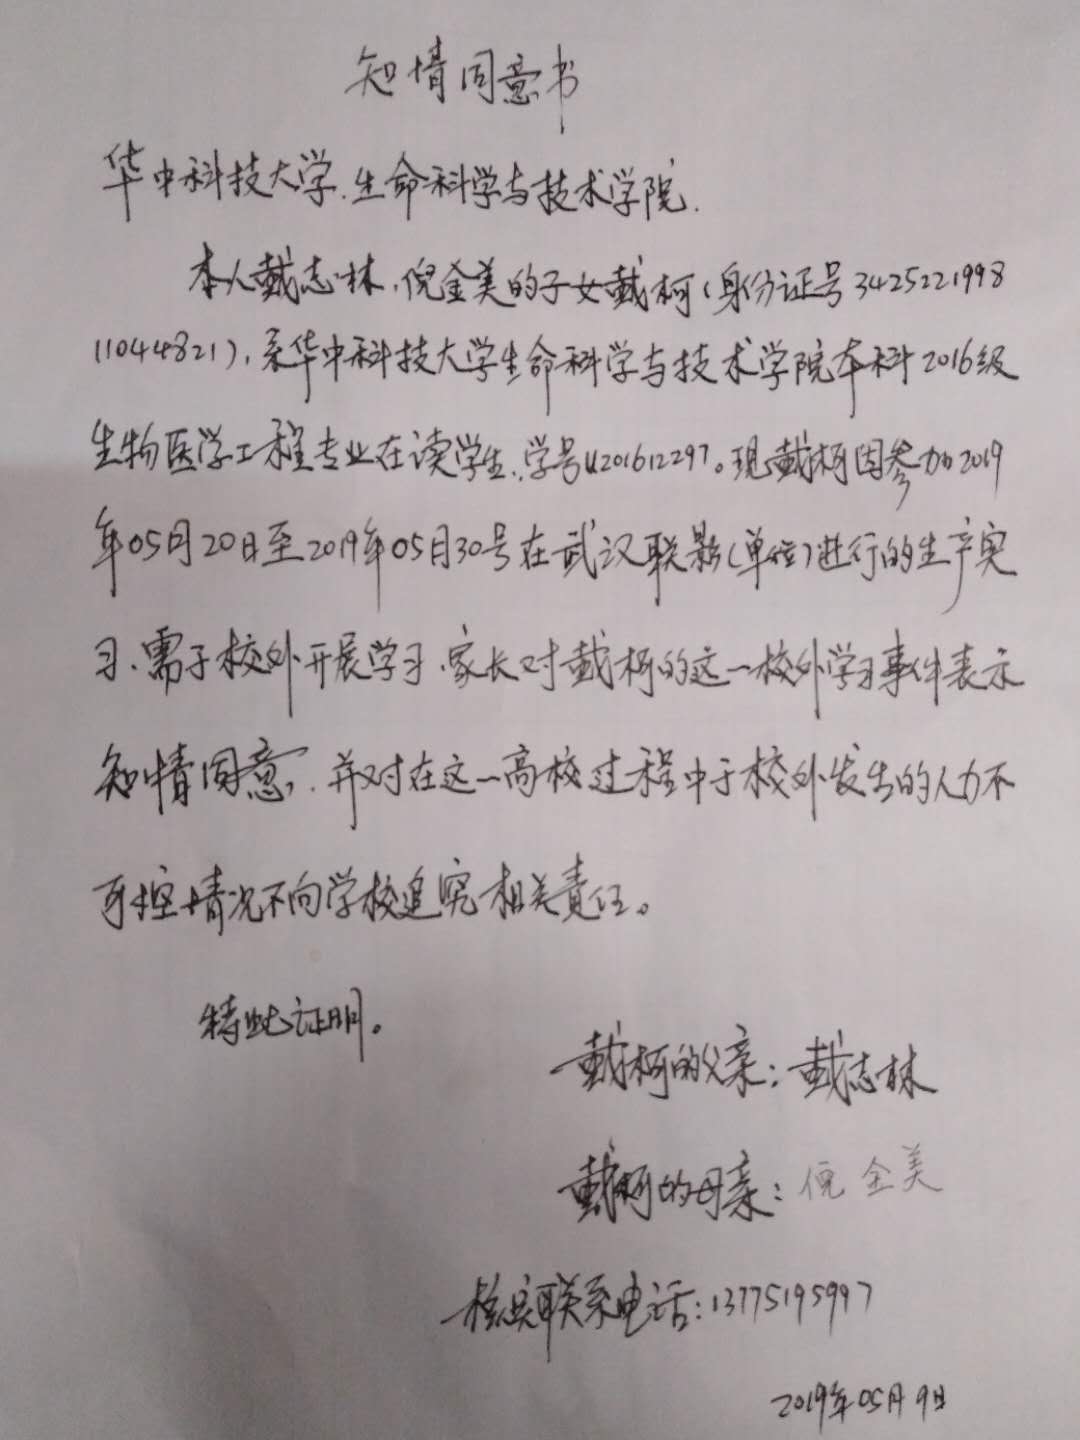 知情同意书
华中科技大学.生命科学与技术学院.
本人戴志林,倪金美的子女戴柯(身份证号3425221998
11044821),系华中科技大学生命科学与技术学院本科2016级
生物医学工程专业在读学生,学号U201612297。现戴柯因参加2019
年05月20日至2019年05月30号在武汉联影(单位)进行的生产实
习,需于校外开展学习,家长对戴柯的这一校外学习事件表示
知情同意,并对在这一离校过程中于校外发生的人力不
可控情况不向学校追究相关责任。
特此证明。
戴柯的父亲:戴志林
戴柯的母亲:倪金美
核实联系电话:13775195997
2019年05月9日